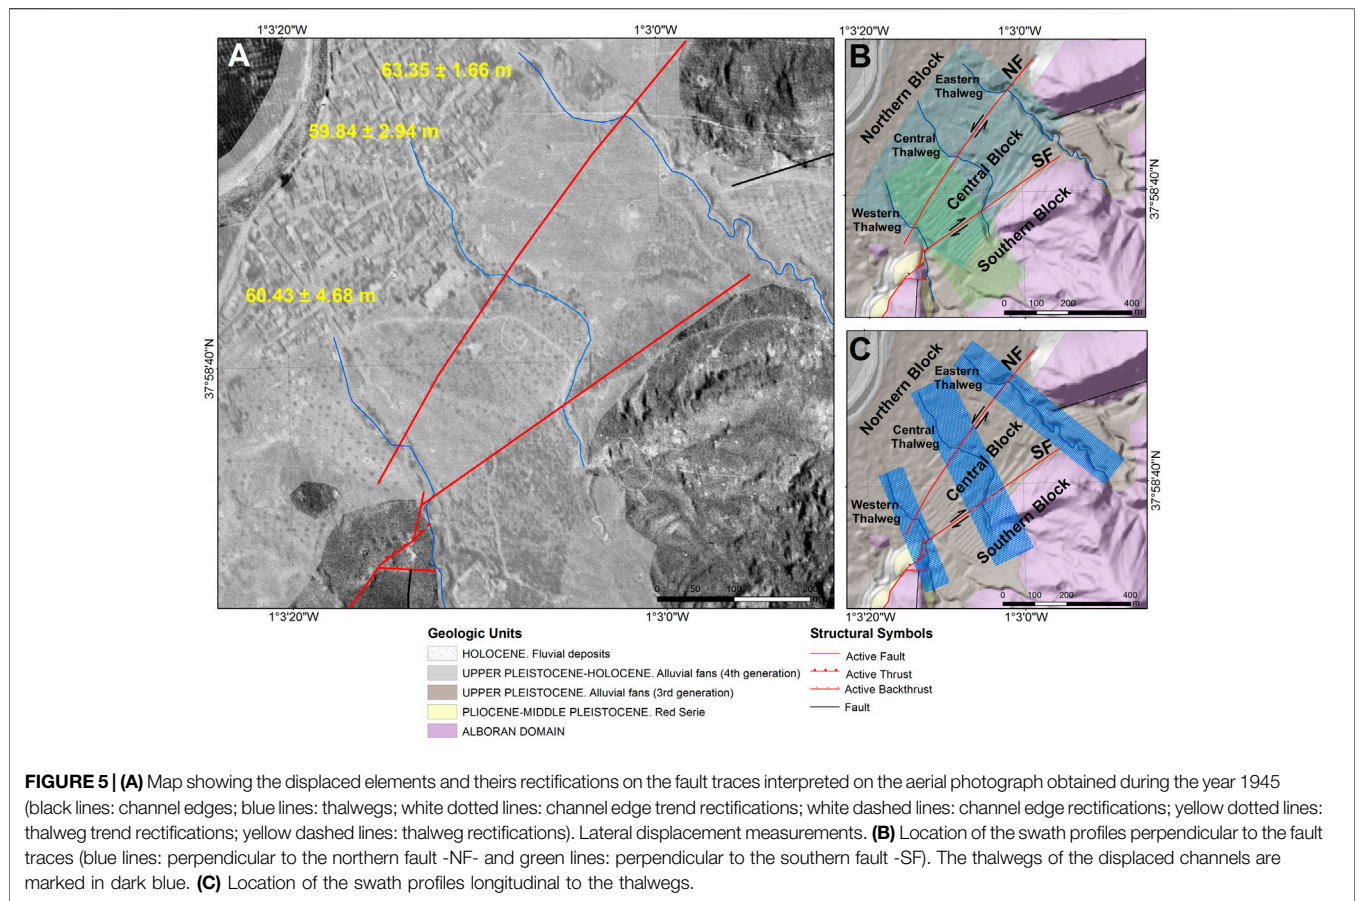 1°3'20"W
1°3'0"W
A
63.35 ± 1.66 m
59.84 ± 2.94 m
60.43 ± 4.68 m
37°58'40"N
0 50 100 200
m
1°3'20"W
1°3'0"W
1°3'20"W
1°3'0"W
B
Northern Block
Eastern
Thalweg
NF
Central
Thalweg
Central Block
SF
Western
Thalweg
Southern Block
37°58'40"N
0 100 200 400
m
C
Northern Block
Eastern
Thalweg
NF
Central
Thalweg
Central Block
SF
Western
Thalweg
Southern Block
37°58'40"N
0 100 200 400
m
1°3'20"W
1°3'0"W
Geologic Units
HOLOCENE. Fluvial deposits
UPPER PLEISTOCENE-HOLOCENE. Alluvial fans (4th generation)
UPPER PLEISTOCENE. Alluvial fans (3rd generation)
PLIOCENE-MIDDLE PLEISTOCENE. Red Serie
ALBORAN DOMAIN
Structural Symbols
Active Fault
Active Thrust
Active Backthrust
Fault
FIGURE 5 | (A) Map showing the displaced elements and theirs rectifications on the fault traces interpreted on the aerial photograph obtained during the year 1945
(black lines: channel edges; blue lines: thalwegs; white dotted lines: channel edge trend rectifications; white dashed lines: channel edge rectifications; yellow dotted lines:
thalweg trend rectifications; yellow dashed lines: thalweg rectifications). Lateral displacement measurements. (B) Location of the swath profiles perpendicular to the fault
traces (blue lines: perpendicular to the northern fault -NF- and green lines: perpendicular to the southern fault -SF). The thalwegs of the displaced channels are
marked in dark blue. (C) Location of the swath profiles longitudinal to the thalwegs.